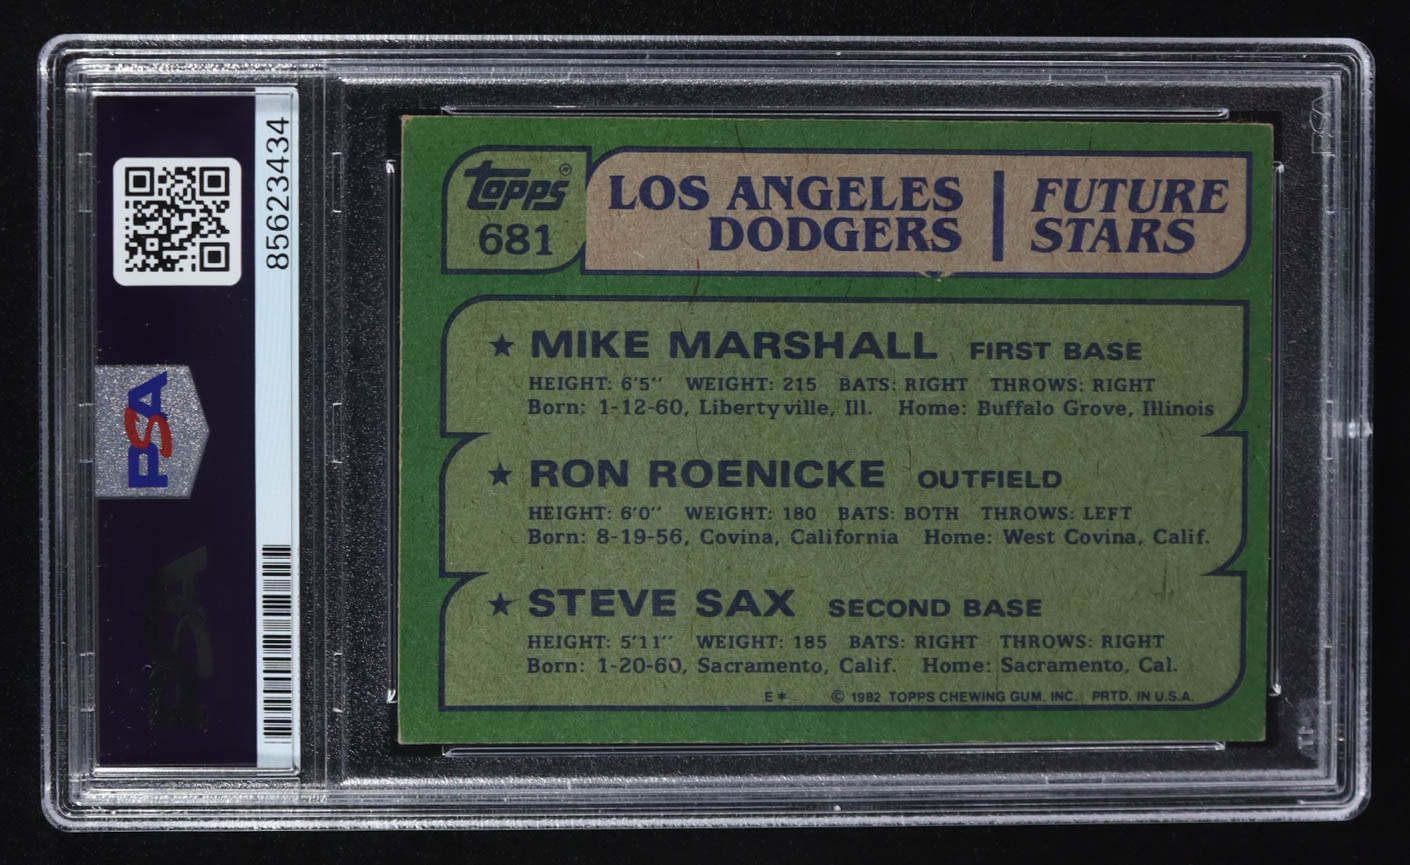 85623434
PSA
PSA
topps®
681
LOS ANGELES
DODGERS
FUTURE
STARS
★ MIKE MARSHALL FIRST BASE
HEIGHT: 6'5" WEIGHT: 215 BATS: RIGHT THROWS: RIGHT
Born: 1-12-60, Libertyville, Ill. Home: Buffalo Grove, Illinois
★ RON ROENICKE OUTFIELD
HEIGHT: 6'0" WEIGHT: 180 BATS: BOTH THROWS: LEFT
Born: 8-19-56, Covina, California Home: West Covina, Calif.
★ STEVE SAX SECOND BASE
HEIGHT: 5'11" WEIGHT: 185 BATS: RIGHT THROWS: RIGHT
Born: 1-20-60, Sacramento, Calif. Home: Sacramento, Cal.
E* © 1982 TOPPS CHEWING GUM, INC. PRTD. IN U.S.A.